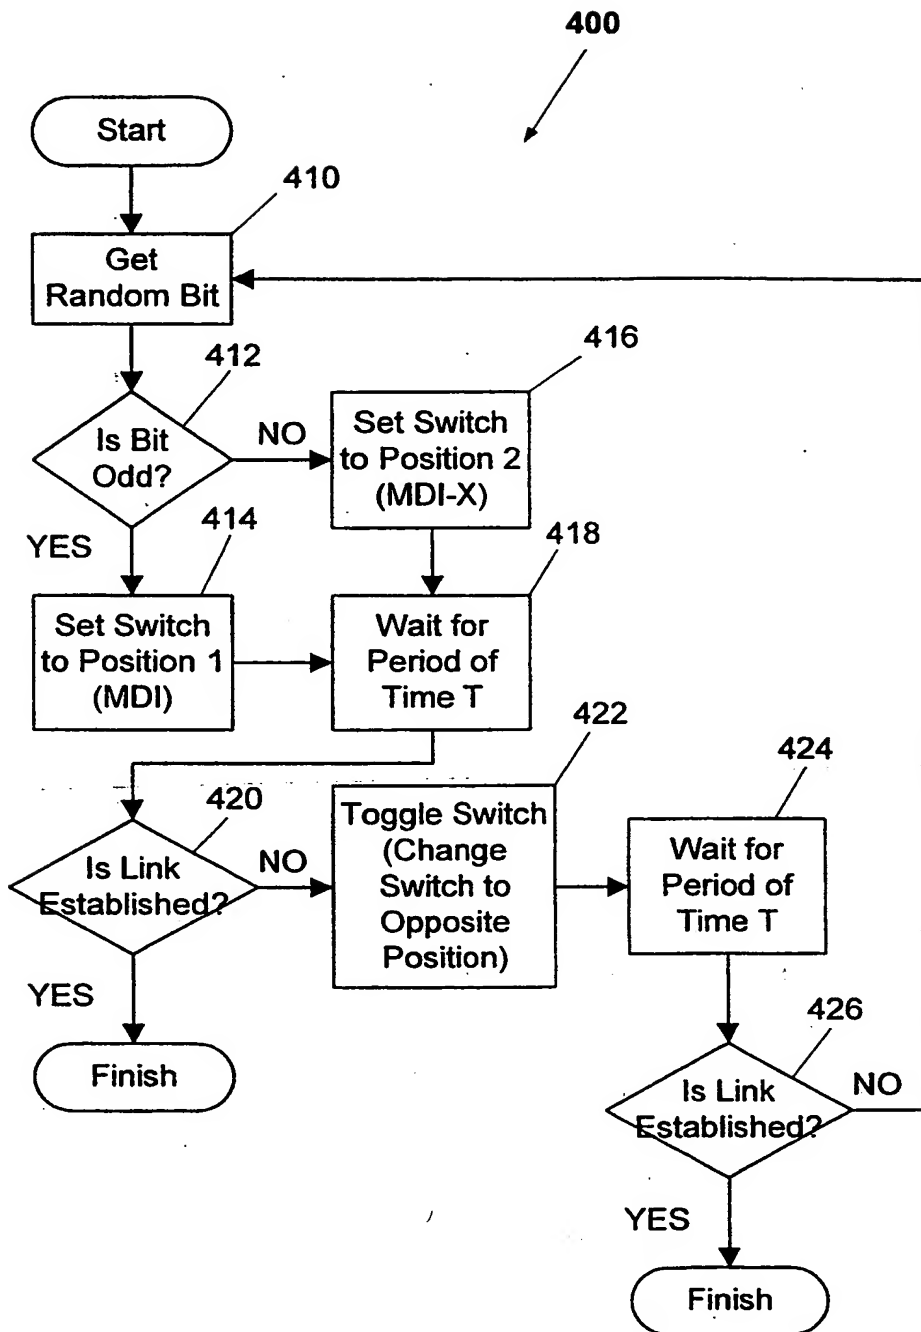 400
Start
410
Get
Random Bit
412
416
Is Bit
Odd?
NO
Set Switch
to Position 2
(MDI-X)
YES
414
418
Set Switch
to Position 1
(MDI)
Wait for
Period of
Time T
422
424
420
Is Link
Established?
NO
Toggle Switch
(Change
Switch to
Opposite
Position)
Wait for
Period of
Time T
YES
426
Finish
Is Link
Established?
NO
YES
Finish